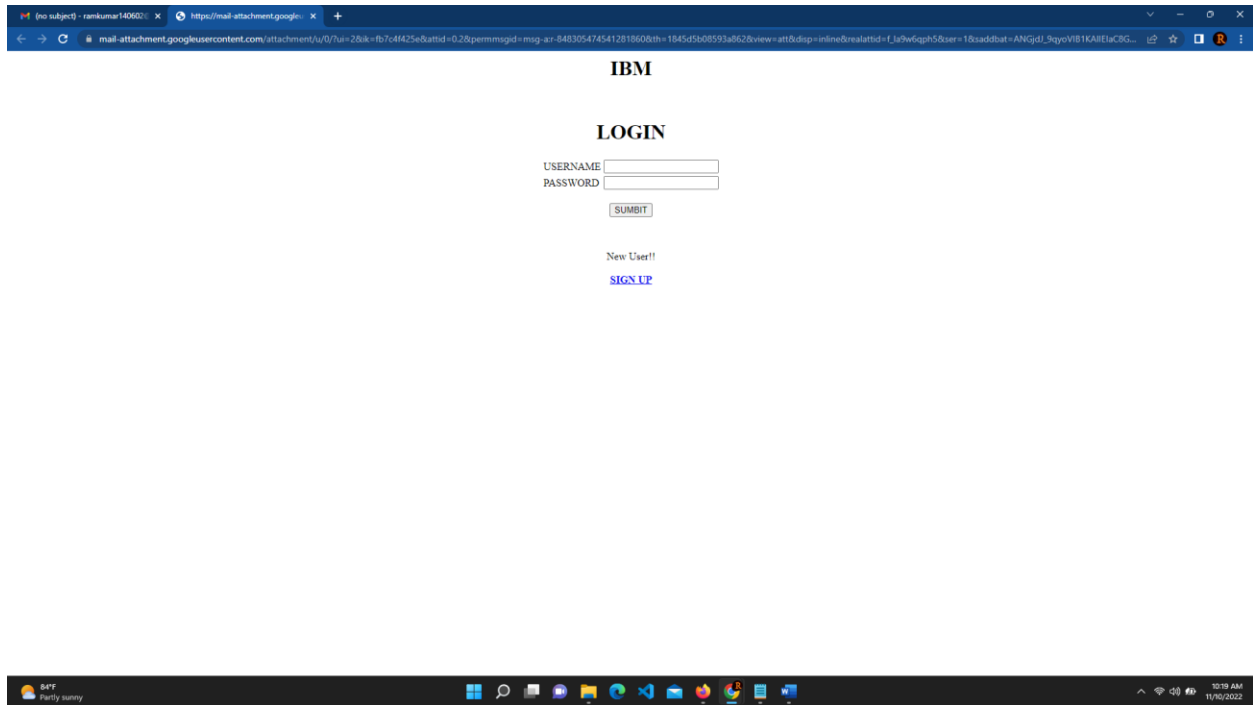 (no subject) - ramkumar140602
https://mail-attachment.googleu
mail-attachment.googleusercontent.com/attachment/u/0/?ui=2&ik=fb7c4f425e&attid=0.2&permmsgid=msg-a:r-848305474541281860&th=1845d5b08593a862&view=att&disp=inline&realattid=f_la9w6qph5&ser=1&saddbat=ANGjdJ_9qyoVIB1KAIlElaC8G...
R
IBM
LOGIN
USERNAME
PASSWORD
SUMBIT
New User!!
SIGN UP
84°F
Partly sunny
10:19 AM
11/10/2022